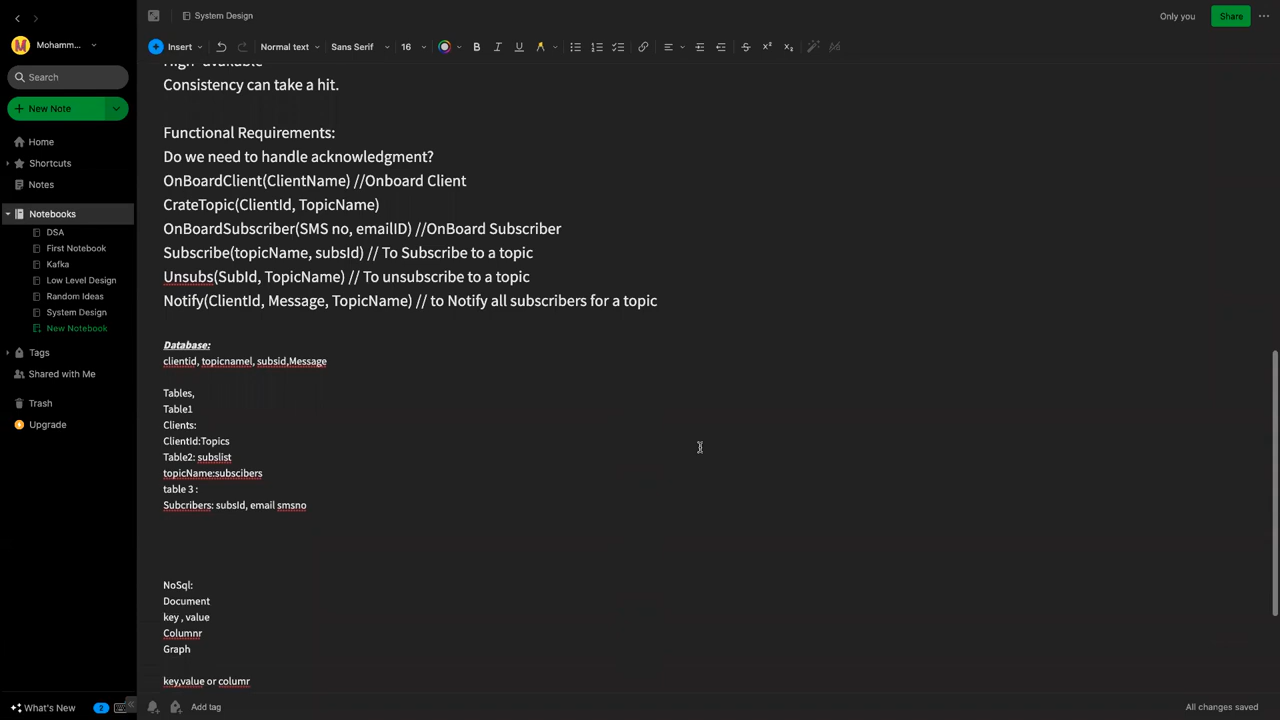 System Design
Only you
Share
Mohamm...
Insert
Normal text
Sans Serif
16
B
I
U
Search
New Note
Home
Shortcuts
Notes
Notebooks
DSA
First Notebook
Kafka
Low Level Design
Random Ideas
System Design
New Notebook
Tags
Shared with Me
Trash
Upgrade
What's New
2
High available
Consistency can take a hit.
Functional Requirements:
Do we need to handle acknowledgment?
OnBoardClient(ClientName) //Onboard Client
CrateTopic(ClientId, TopicName)
OnBoardSubscriber(SMS no, emailID) //OnBoard Subscriber
Subscribe(topicName, subsId) // To Subscribe to a topic
Unsubs(SubId, TopicName) // To unsubscribe to a topic
Notify(ClientId, Message, TopicName) // to Notify all subscribers for a topic
Database:
clientid, topicnamel, subsid,Message
Tables,
Table1
Clients:
ClientId:Topics
Table2: subslist
topicName:subscibers
table 3 :
Subcribers: subsId, email smsno
NoSql:
Document
key , value
Columnr
Graph
key,value or columr
Add tag
All changes saved